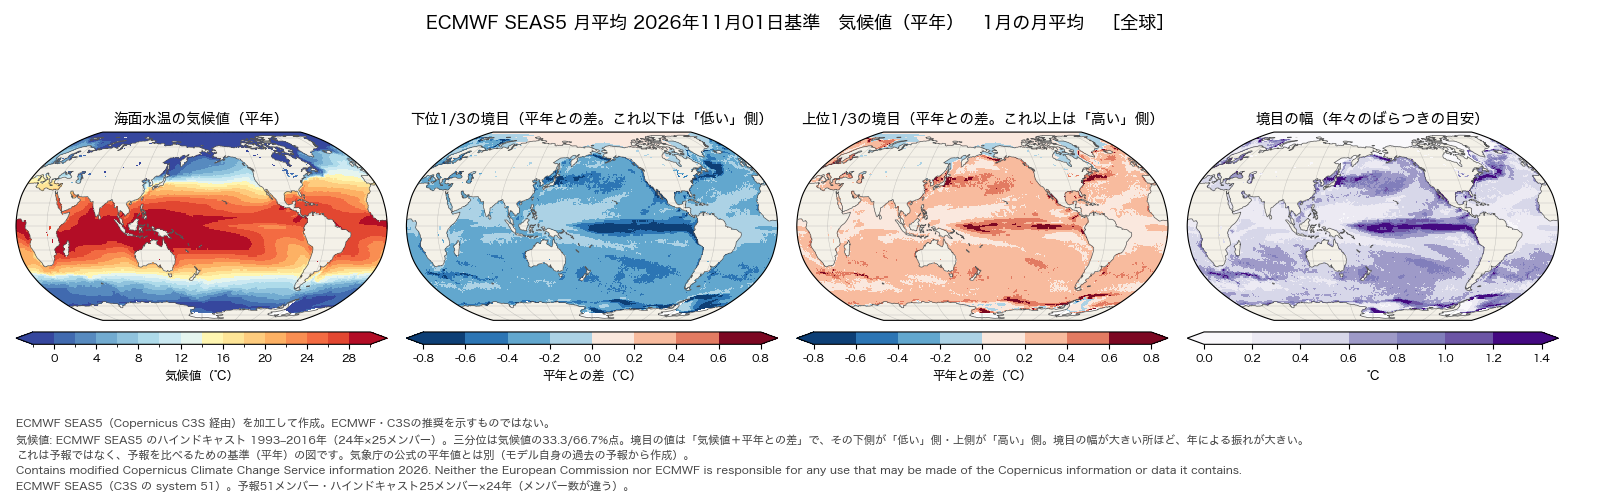 ECMWF SEAS5 月平均 2026年11月01日基準　気候値（平年）　1月の月平均　［全球］
海面水温の気候値（平年）
下位1/3の境目（平年との差。これ以下は「低い」側）
上位1/3の境目（平年との差。これ以上は「高い」側）
境目の幅（年々のばらつきの目安）
0 4 8 12 16 20 24 28
気候値（℃）
-0.8 -0.6 -0.4 -0.2 0.0 0.2 0.4 0.6 0.8
平年との差（℃）
-0.8 -0.6 -0.4 -0.2 0.0 0.2 0.4 0.6 0.8
平年との差（℃）
0.0 0.2 0.4 0.6 0.8 1.0 1.2 1.4
℃
ECMWF SEAS5（Copernicus C3S 経由）を加工して作成。ECMWF・C3Sの推奨を示すものではない。
気候値: ECMWF SEAS5 のハインドキャスト 1993–2016年（24年×25メンバー）。三分位は気候値の33.3/66.7%点。境目の値は「気候値＋平年との差」で、その下側が「低い」側・上側が「高い」側。境目の幅が大きい所ほど、年による振れが大きい。
これは予報ではなく、予報を比べるための基準（平年）の図です。気象庁の公式の平年値とは別（モデル自身の過去の予報から作成）。
Contains modified Copernicus Climate Change Service information 2026. Neither the European Commission nor ECMWF is responsible for any use that may be made of the Copernicus information or data it contains.
ECMWF SEAS5（C3S の system 51）。予報51メンバー・ハインドキャスト25メンバー×24年（メンバー数が違う）。